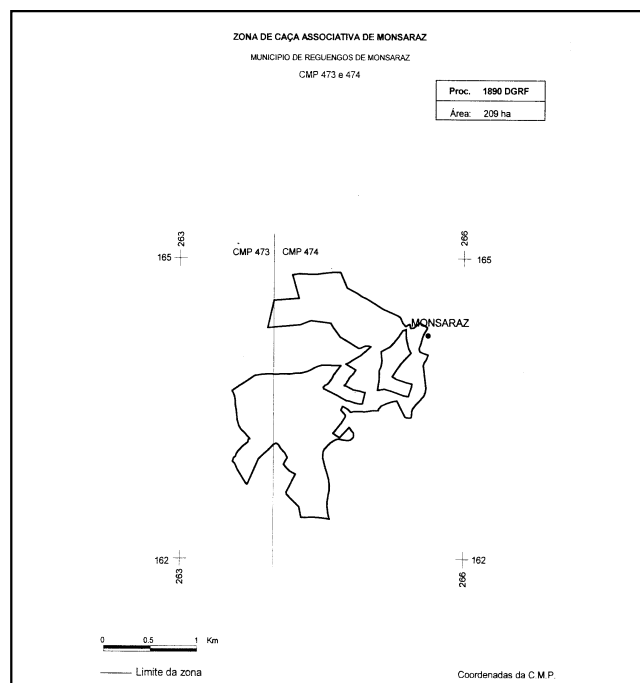 ZONA DE CAÇA ASSOCIATIVA DE MONSARAZ
MUNICIPIO DE REGUENGOS DE MONSARAZ
CMP 473 e 474
Proc. 1890 DGRF
Área: 209 ha
263
266
165
165
CMP 473
CMP 474
MONSARAZ
162
162
263
266
0 0.5 1 Km
Limite da zona
Coordenadas da C M.P.